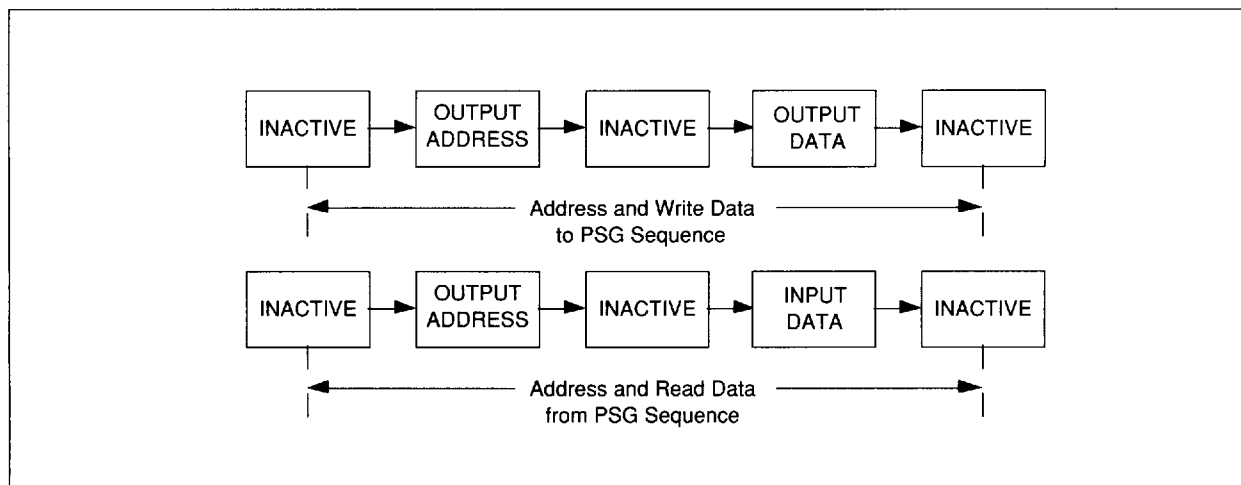 INACTIVE
OUTPUT
ADDRESS
INACTIVE
OUTPUT
DATA
INACTIVE
Address and Write Data
to PSG Sequence
INACTIVE
OUTPUT
ADDRESS
INACTIVE
INPUT
DATA
INACTIVE
Address and Read Data
from PSG Sequence